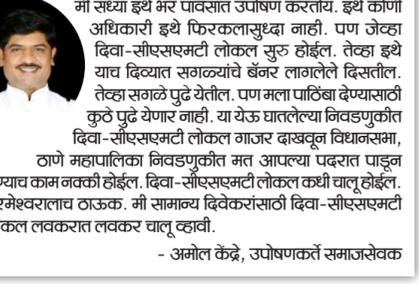 मी सध्या इथे भर पावसात उपोषण करतोय. इथे कोणी
अधिकारी इथे फिरकलासुध्दा नाही. पण जेव्हा
दिवा-सीएसएमटी लोकल सुरु होईल. तेव्हा इथे
याच दिव्यात सगळ्यांचे बॅनर लागलेले दिसतील.
तेव्हा सगळे पुढे येतील. पण मला पाठिंबा देण्यासाठी
कुठे पुढे येणार नाही. या येऊ घातलेल्या निवडणुकीत
दिवा-सीएसएमटी लोकल गाजर दाखवून विधानसभा,
ठाणे महापालिका निवडणुकीत मत आपल्या पदरात पाडून
ण्याच काम नक्की होईल. दिवा-सीएसएमटी लोकल कधी चालू होईल.
रमेश्वरालाच ठाऊक. मी सामान्य दिवेकरांसाठी दिवा-सीएसएमटी
कल लवकरात लवकर चालू व्हावी.
- अमोल केंद्रे, उपोषणकर्ते समाजसेवक